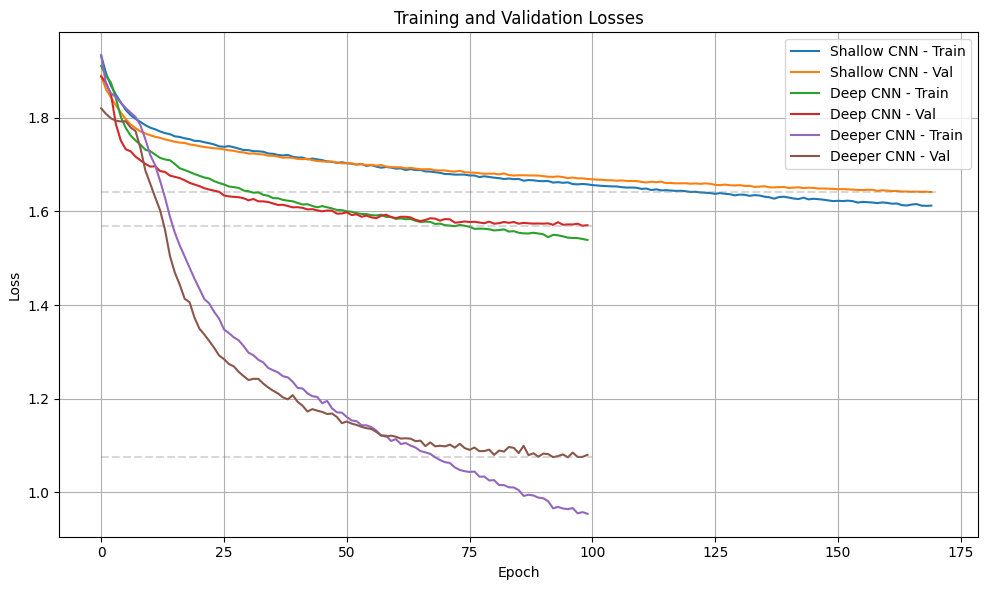 Training and Validation Losses
Shallow CNN - Train
Shallow CNN - Val
Deep CNN - Train
Deep CNN - Val
Deeper CNN - Train
Deeper CNN - Val
Loss
1.8
1.6
1.4
1.2
1.0
0 25 50 75 100 125 150 175
Epoch